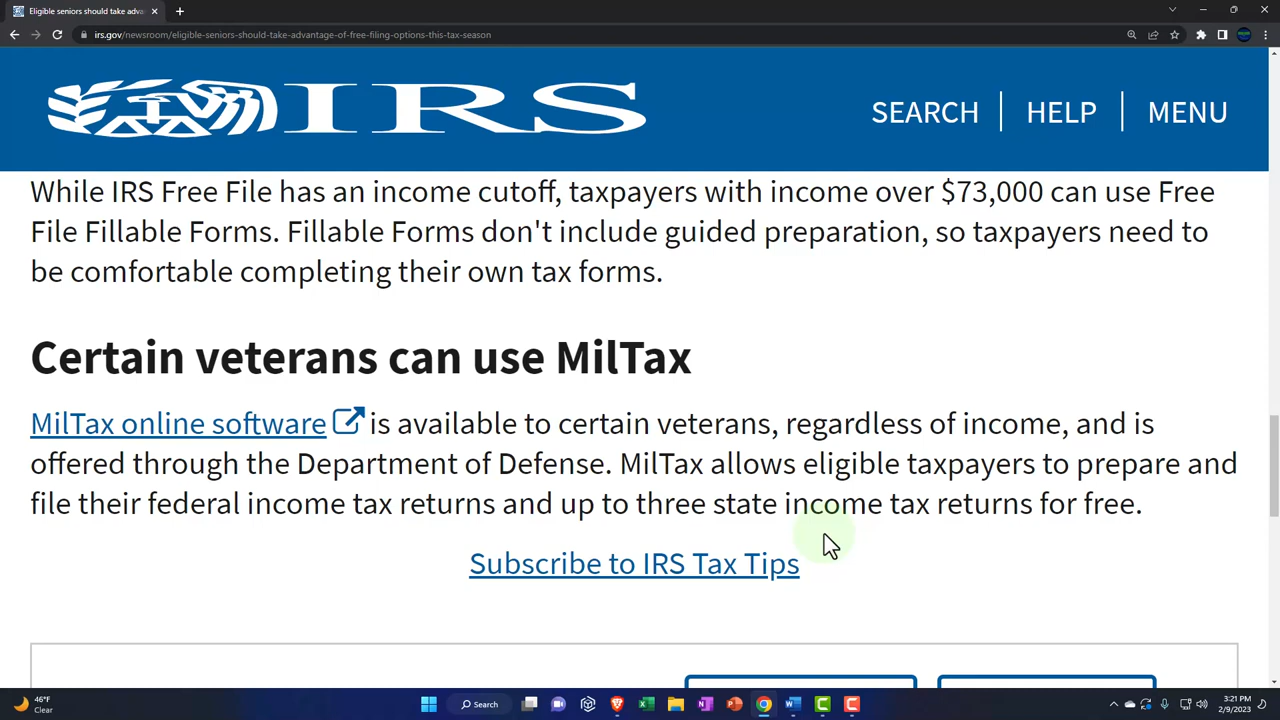 Eligible seniors should take adva
irs.gov/newsroom/eligible-seniors-should-take-advantage-of-free-filing-options-this-tax-season
IRS
SEARCH
HELP
MENU
While IRS Free File has an income cutoff, taxpayers with income over $73,000 can use Free
File Fillable Forms. Fillable Forms don't include guided preparation, so taxpayers need to
be comfortable completing their own tax forms.
Certain veterans can use MilTax
MilTax online software is available to certain veterans, regardless of income, and is
offered through the Department of Defense. MilTax allows eligible taxpayers to prepare and
file their federal income tax returns and up to three state income tax returns for free.
Subscribe to IRS Tax Tips
46°F
Clear
Search
3:21 PM
2/9/2023